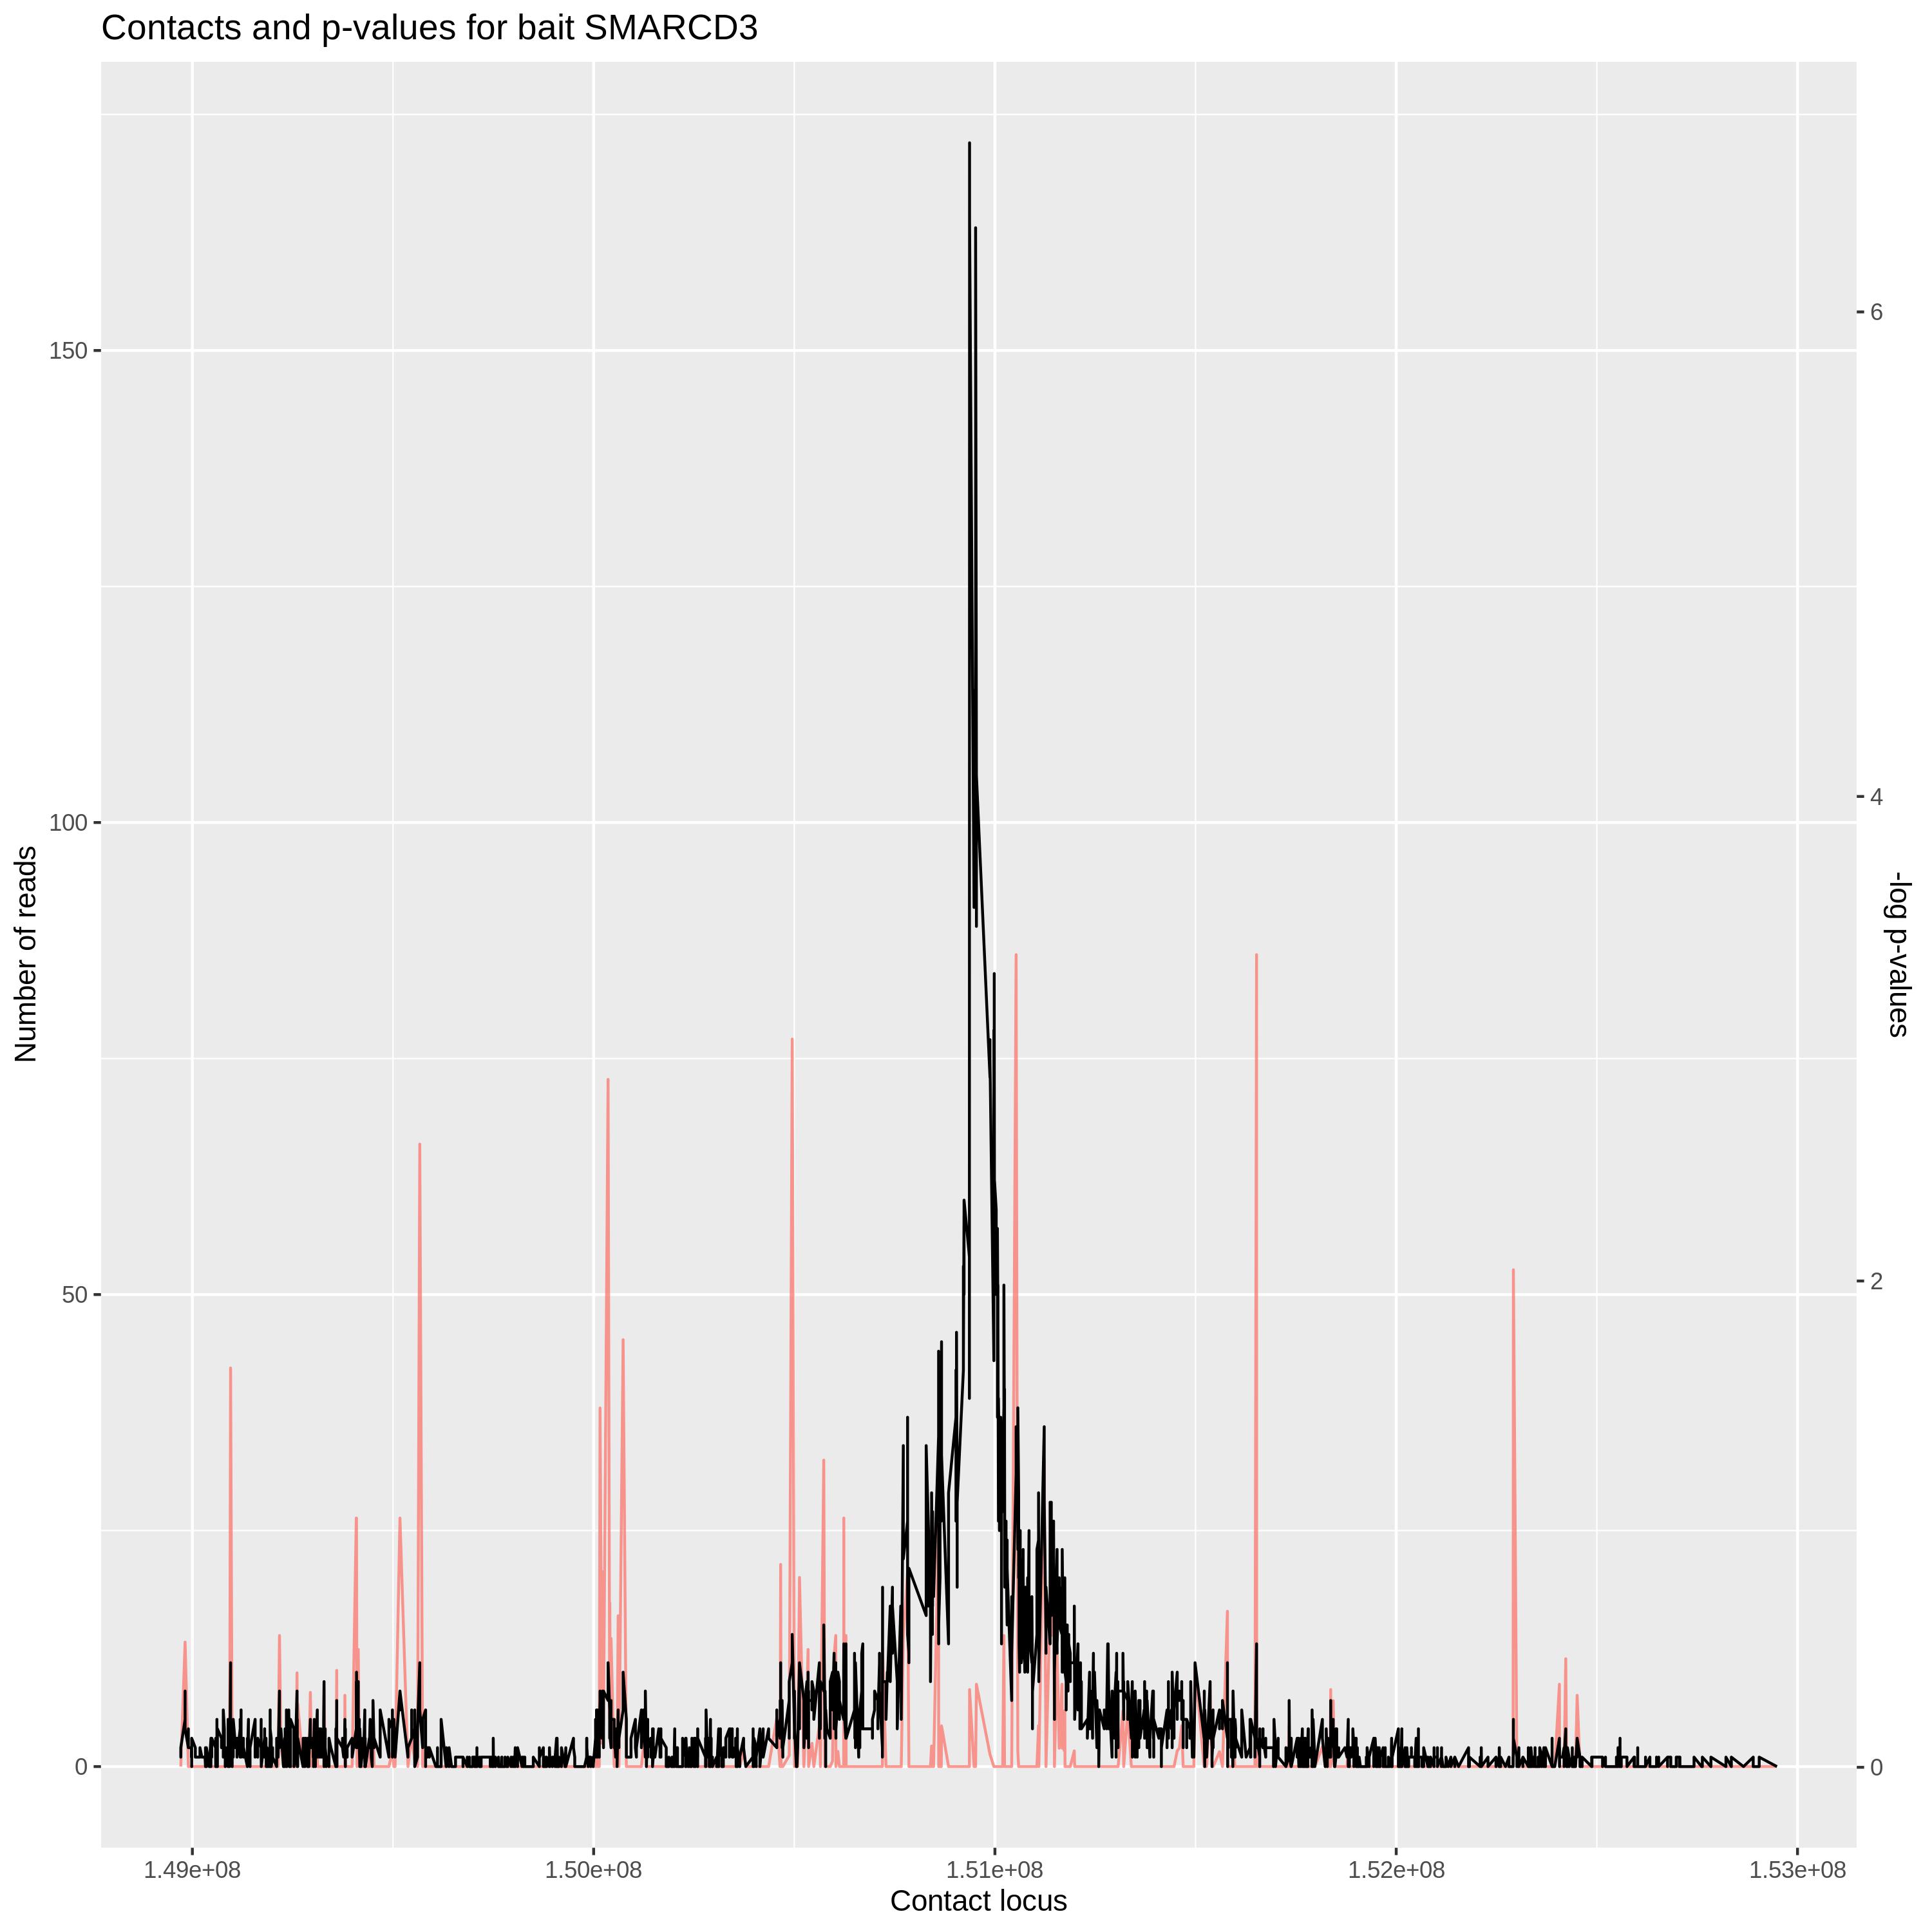 Contacts and p-values for bait SMARCD3
Number of reads
150
100
50
0
-log p-values
6
4
2
0
1.49e+08
1.50e+08
1.51e+08
1.52e+08
1.53e+08
Contact locus